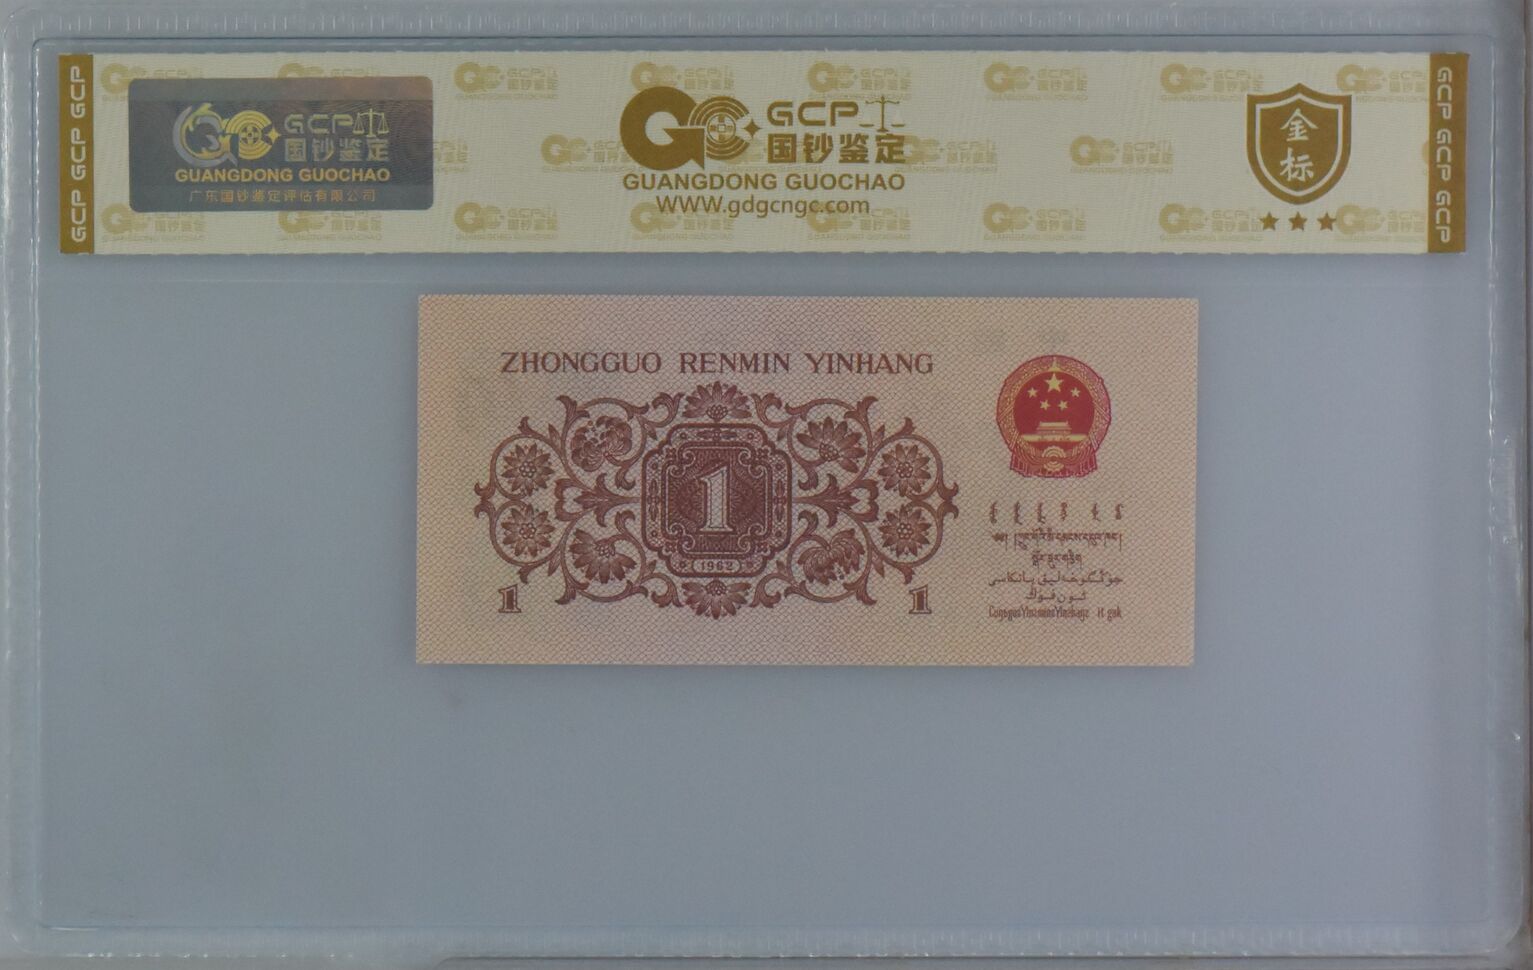 GCP GCP GCP
GCP 国钞鉴定
GUANGDONG GUOCHAO
广东国钞鉴定评估有限公司
GCP
国钞鉴定
GUANGDONG GUOCHAO
WWW.gdgcngc.com
金标
GCP GCP GCP
ZHONGGUO RENMIN YINHANG
1
1962
1
1